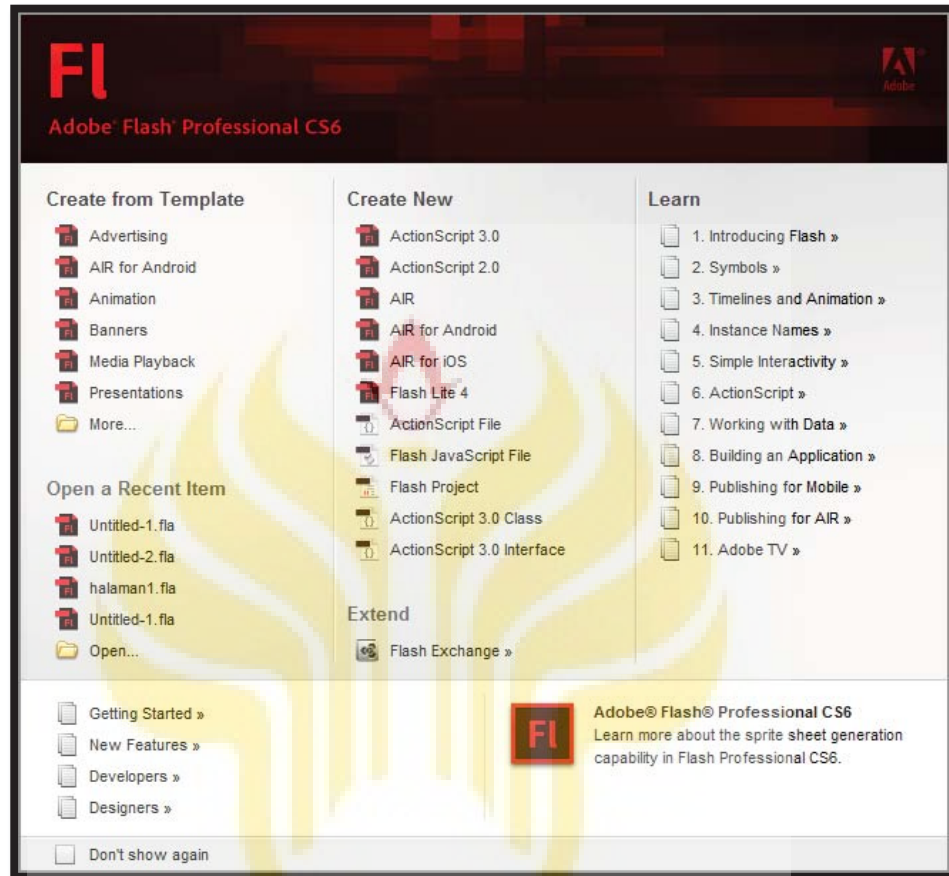 Fl
Adobe® Flash® Professional CS6
Adobe®
Create from Template
Advertising
AIR for Android
Animation
Banners
Media Playback
Presentations
More...
Open a Recent Item
Untitled-1.fla
Untitled-2.fla
halaman1.fla
Untitled-1.fla
Open...
Create New
ActionScript 3.0
ActionScript 2.0
AIR
AIR for Android
AIR for iOS
Flash Lite 4
ActionScript File
Flash JavaScript File
Flash Project
ActionScript 3.0 Class
ActionScript 3.0 Interface
Extend
Flash Exchange »
Learn
1. Introducing Flash »
2. Symbols »
3. Timelines and Animation »
4. Instance Names »
5. Simple Interactivity »
6. ActionScript »
7. Working with Data »
8. Building an Application »
9. Publishing for Mobile »
10. Publishing for AIR »
11. Adobe TV »
Getting Started »
New Features »
Developers »
Designers »
Fl
Adobe® Flash® Professional CS6
Learn more about the sprite sheet generation
capability in Flash Professional CS6.
Don't show again